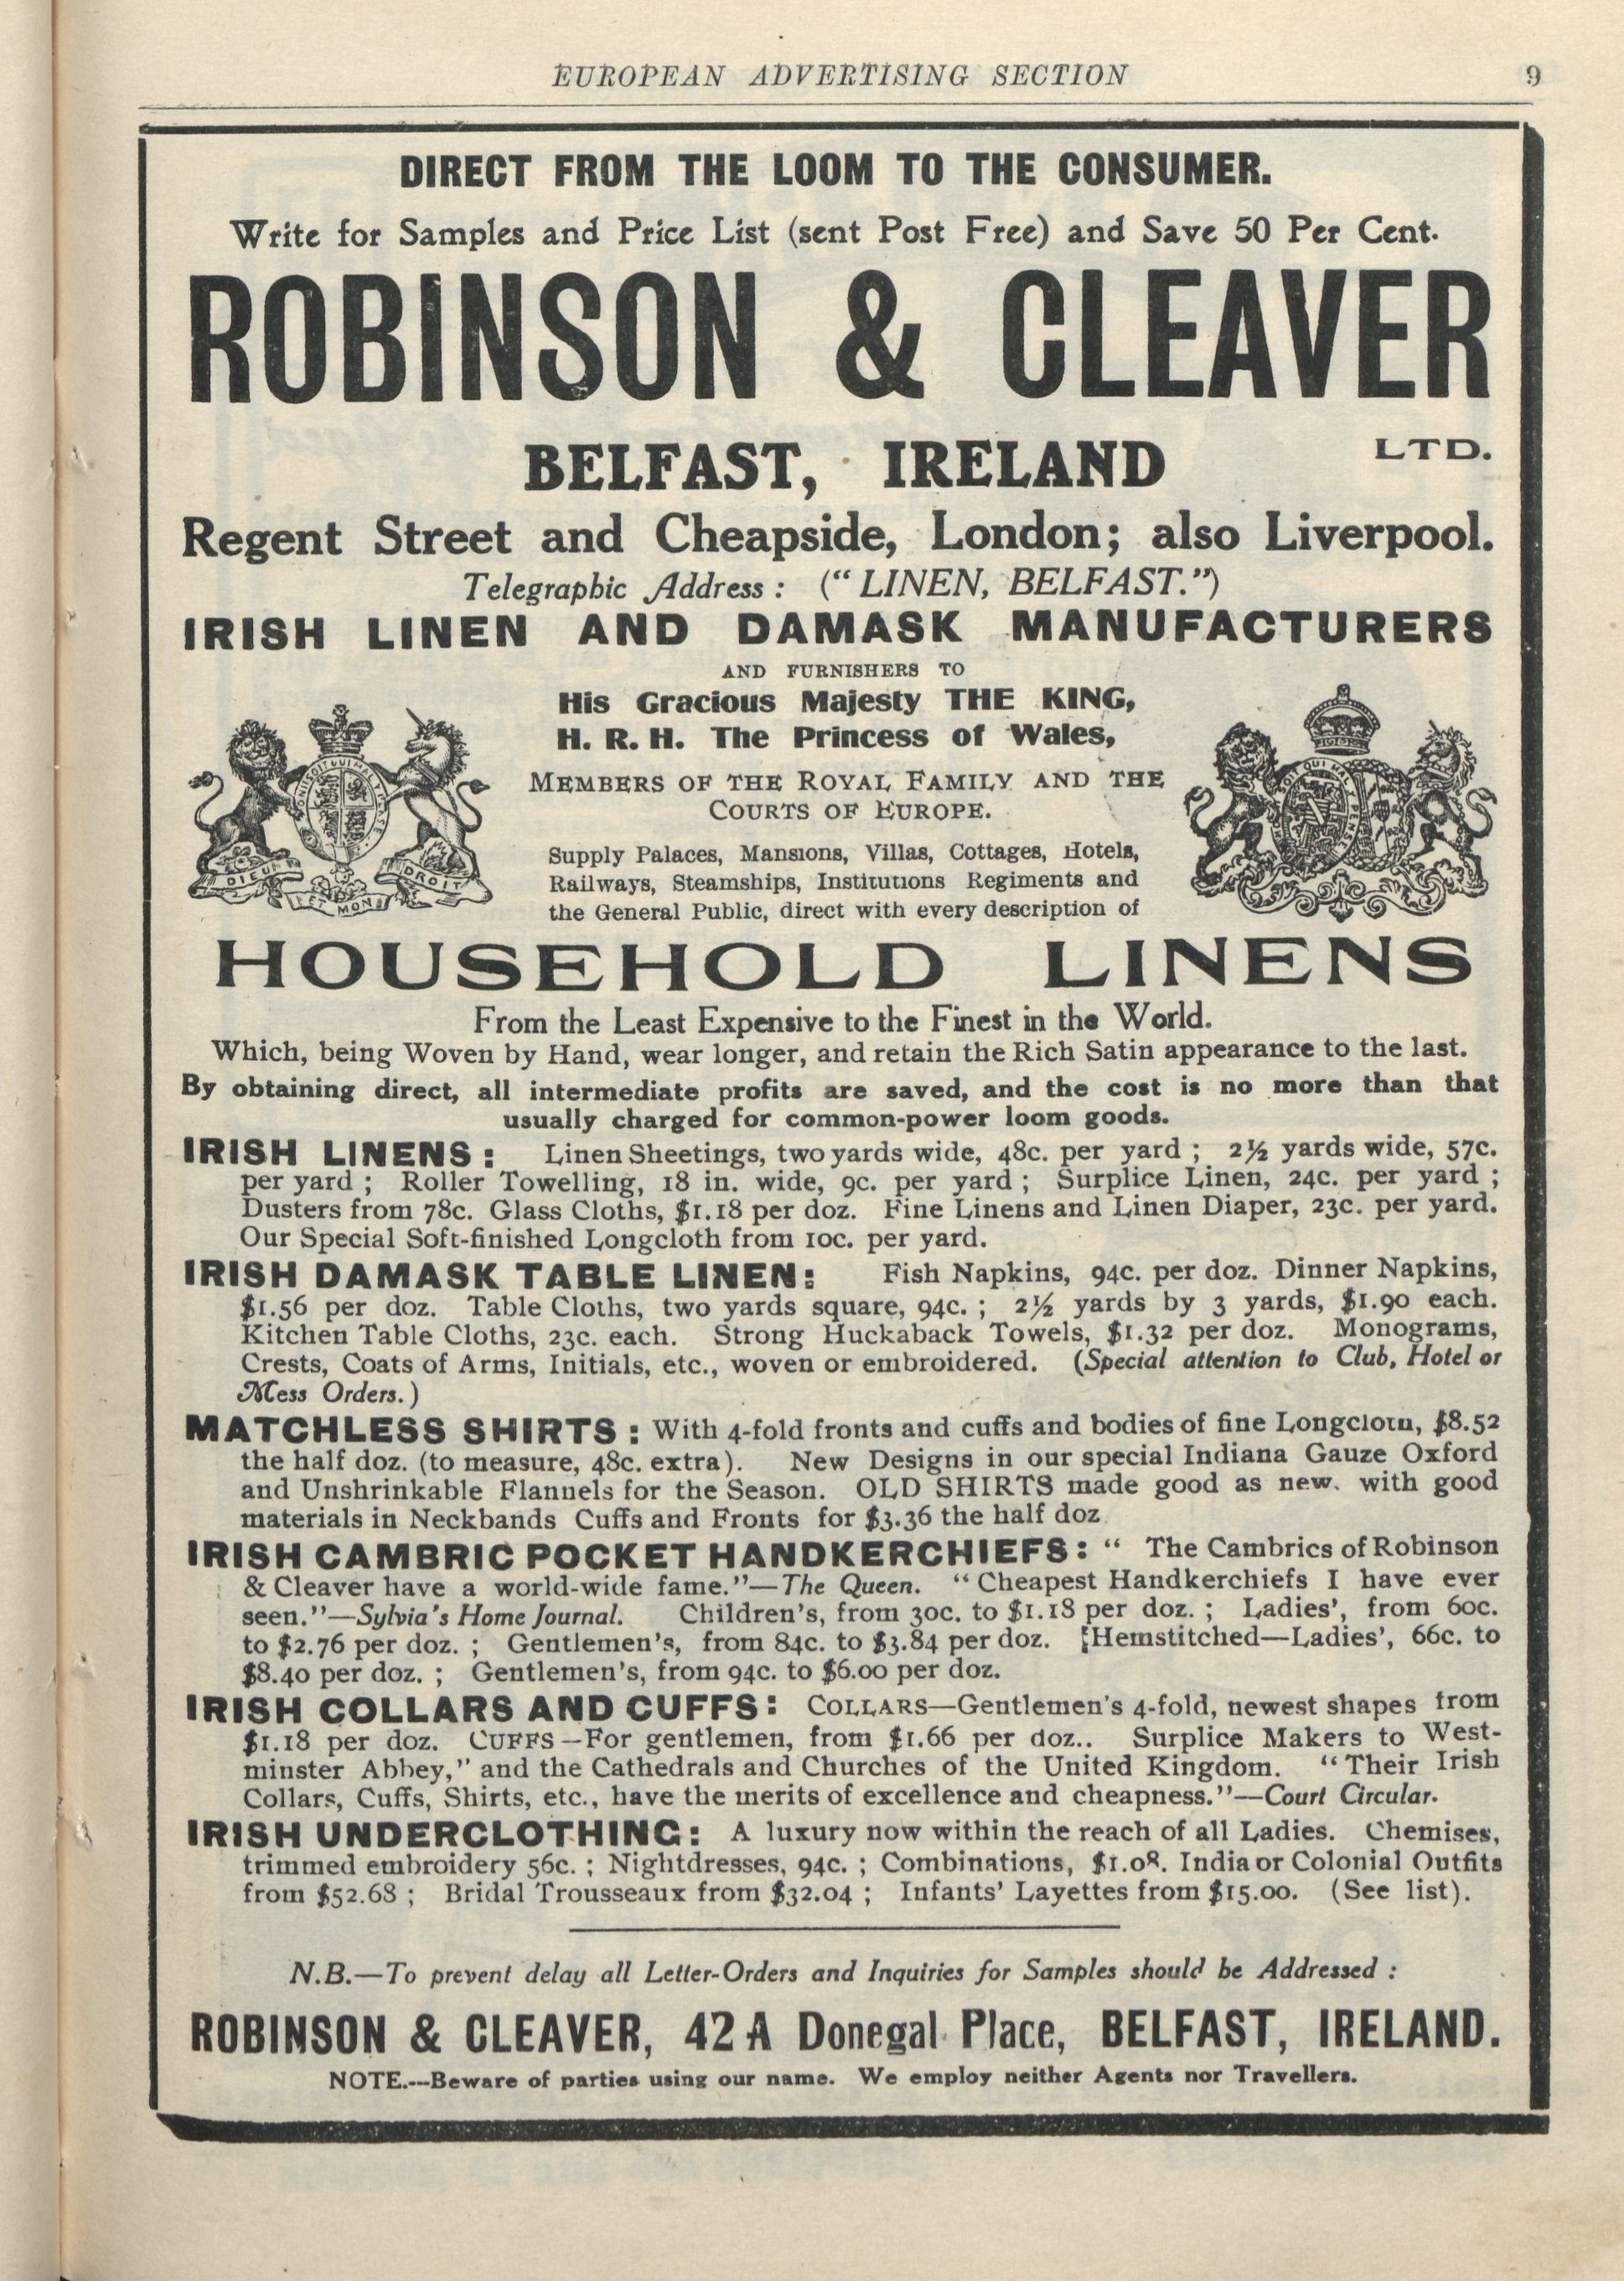 EUROPEAN ADVERTISING SECTION 9
DIRECT FROM THE LOOM TO THE CONSUMER.
Write for Samples and Price List (sent Post Free) and Save 50 Per Cent.
ROBINSON & CLEAVER
BELFAST, IRELAND LTD.
Regent Street and Cheapside, London; also Liverpool.
Telegraphic Address: ("LINEN, BELFAST.")
IRISH LINEN AND DAMASK MANUFACTURERS
AND FURNISHERS TO
His Gracious Majesty THE KING,
H. R. H. The Princess of Wales,
MEMBERS OF THE ROYAL FAMILY AND THE
COURTS OF EUROPE.
Supply Palaces, Mansions, Villas, Cottages, Hotels,
Railways, Steamships, Institutions Regiments and
the General Public, direct with every description of
DIEU ET MON DROIT
HOUSEHOLD LINENS
From the Least Expensive to the Finest in the World.
Which, being Woven by Hand, wear longer, and retain the Rich Satin appearance to the last.
By obtaining direct, all intermediate profits are saved, and the cost is no more than that
usually charged for common-power loom goods.
IRISH LINENS: Linen Sheetings, two yards wide, 48c. per yard; 2½ yards wide, 57c.
per yard; Roller Towelling, 18 in. wide, 9c. per yard; Surplice Linen, 24c. per yard;
Dusters from 78c. Glass Cloths, $1.18 per doz. Fine Linens and Linen Diaper, 23c. per yard.
Our Special Soft-finished Longcloth from 10c. per yard.
IRISH DAMASK TABLE LINEN: Fish Napkins, 94c. per doz. Dinner Napkins,
$1.56 per doz. Table Cloths, two yards square, 94c.; 2½ yards by 3 yards, $1.90 each.
Kitchen Table Cloths, 23c. each. Strong Huckaback Towels, $1.32 per doz. Monograms,
Crests, Coats of Arms, Initials, etc., woven or embroidered. (Special attention to Club, Hotel or
Mess Orders.)
MATCHLESS SHIRTS: With 4-fold fronts and cuffs and bodies of fine Longcloth, $8.52
the half doz. (to measure, 48c. extra). New Designs in our special Indiana Gauze Oxford
and Unshrinkable Flannels for the Season. OLD SHIRTS made good as new. with good
materials in Neckbands Cuffs and Fronts for $3.36 the half doz.
IRISH CAMBRIC POCKET HANDKERCHIEFS: " The Cambrics of Robinson
& Cleaver have a world-wide fame."—The Queen. "Cheapest Handkerchiefs I have ever
seen."—Sylvia's Home Journal. Children's, from 30c. to $1.18 per doz.; Ladies', from 60c.
to $2.76 per doz.; Gentlemen's, from 84c. to $3.84 per doz. [Hemstitched—Ladies', 66c. to
$8.40 per doz.; Gentlemen's, from 94c. to $6.00 per doz.
IRISH COLLARS AND CUFFS: COLLARS—Gentlemen's 4-fold, newest shapes from
$1.18 per doz. CUFFS—For gentlemen, from $1.66 per doz.. Surplice Makers to West-
minster Abbey," and the Cathedrals and Churches of the United Kingdom. "Their Irish
Collars, Cuffs, Shirts, etc., have the merits of excellence and cheapness."—Court Circular.
IRISH UNDERCLOTHING: A luxury now within the reach of all Ladies. Chemises,
trimmed embroidery 56c.; Nightdresses, 94c.; Combinations, $1.08. India or Colonial Outfits
from $52.68; Bridal Trousseaux from $32.04; Infants' Layettes from $15.00. (See list).
N.B.—To prevent delay all Letter-Orders and Inquiries for Samples should be Addressed:
ROBINSON & CLEAVER, 42 A Donegal Place, BELFAST, IRELAND.
NOTE.---Beware of parties using our name. We employ neither Agents nor Travellers.